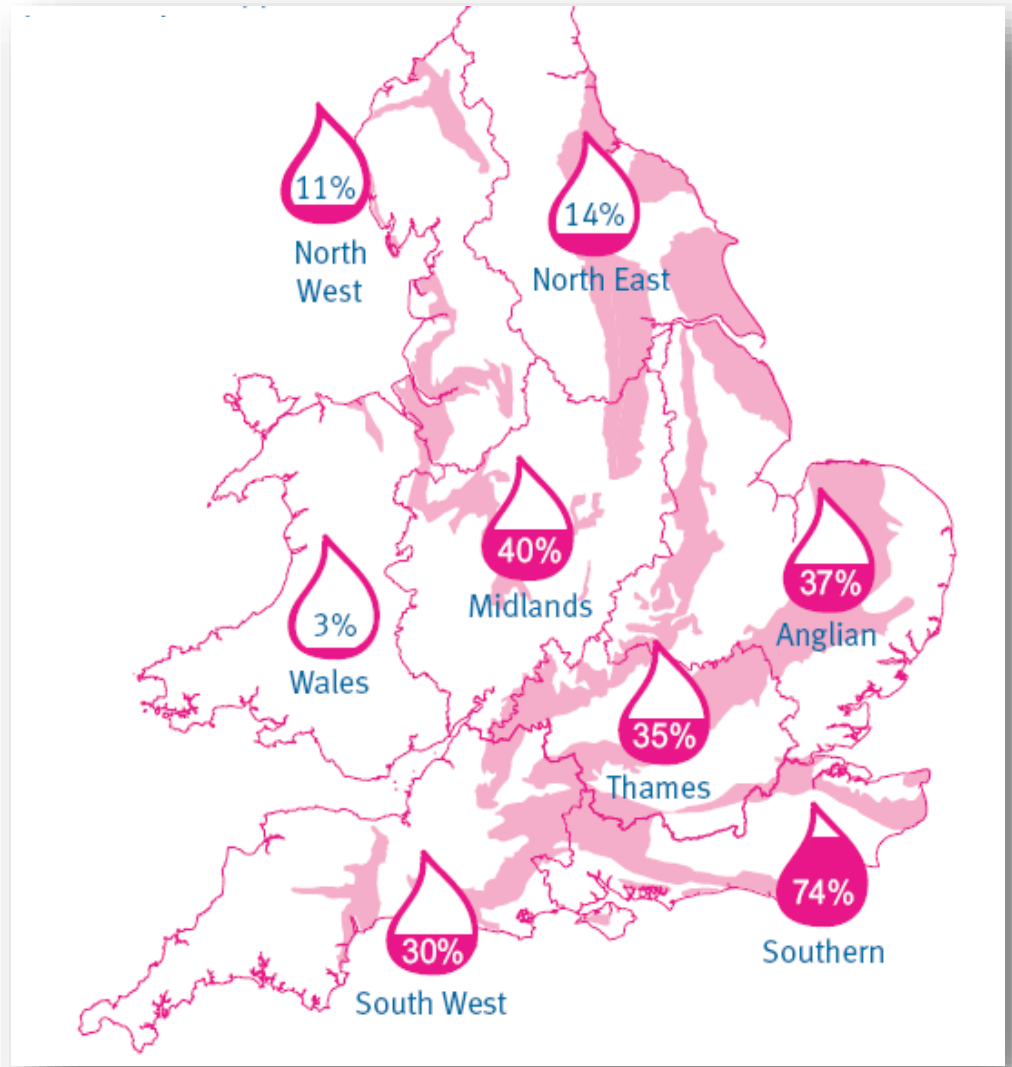 11%
North
West
14%
North East
40%
Midlands
37%
Anglian
3%
Wales
35%
Thames
74%
Southern
30%
South West